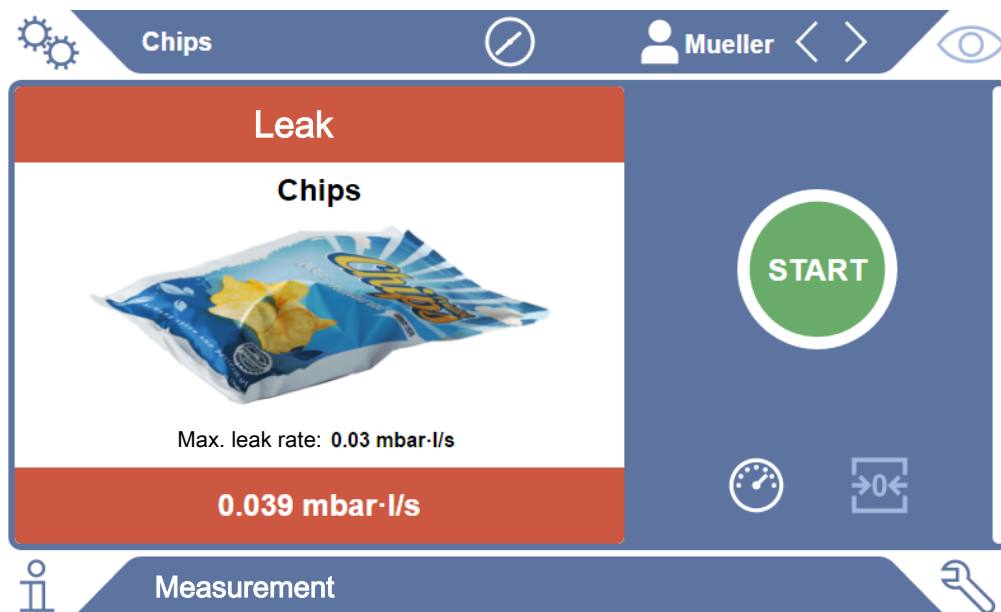 Chips
Mueller
Leak
Chips
Chips
START
Max. leak rate: 0.03 mbar·l/s
→0←
0.039 mbar·l/s
Measurement